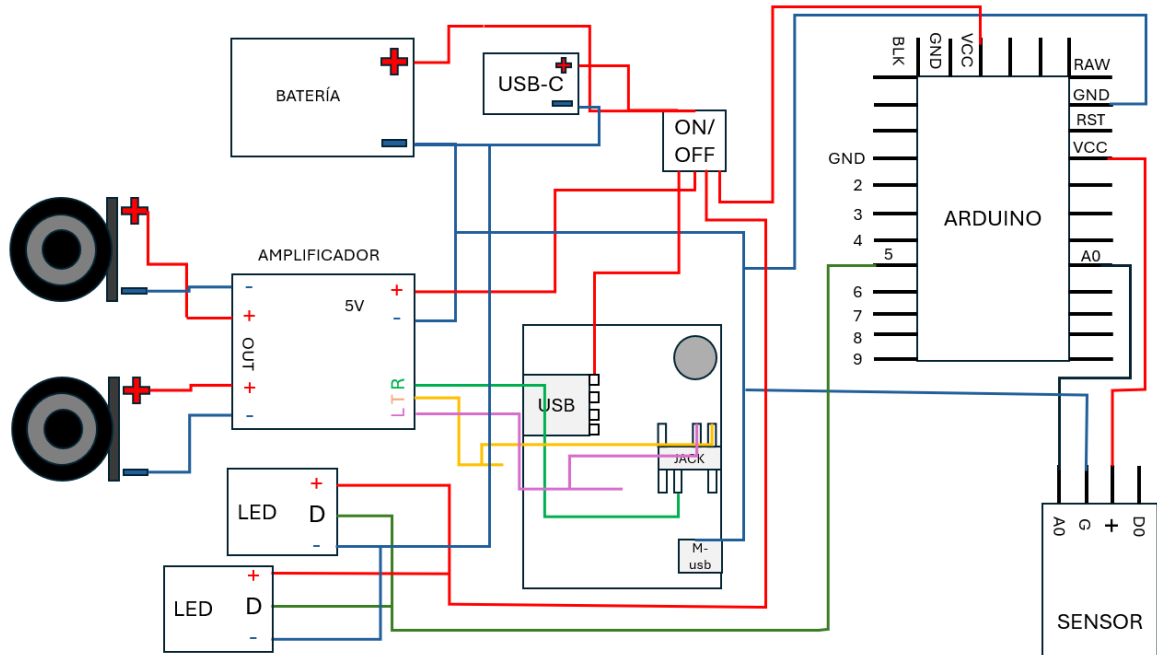 BATERÍA
USB-C
ON/
OFF
BLK
GND
VCC
RAW
GND
RST
VCC
GND
2
3
4
5
6
7
8
9
A0
ARDUINO
AMPLIFICADOR
5V
-
+
OUT
+
-
+
-
R
T
L
USB
JACK
M-
usb
LED
+
D
-
LED
+
D
-
A0
G
+
D0
SENSOR